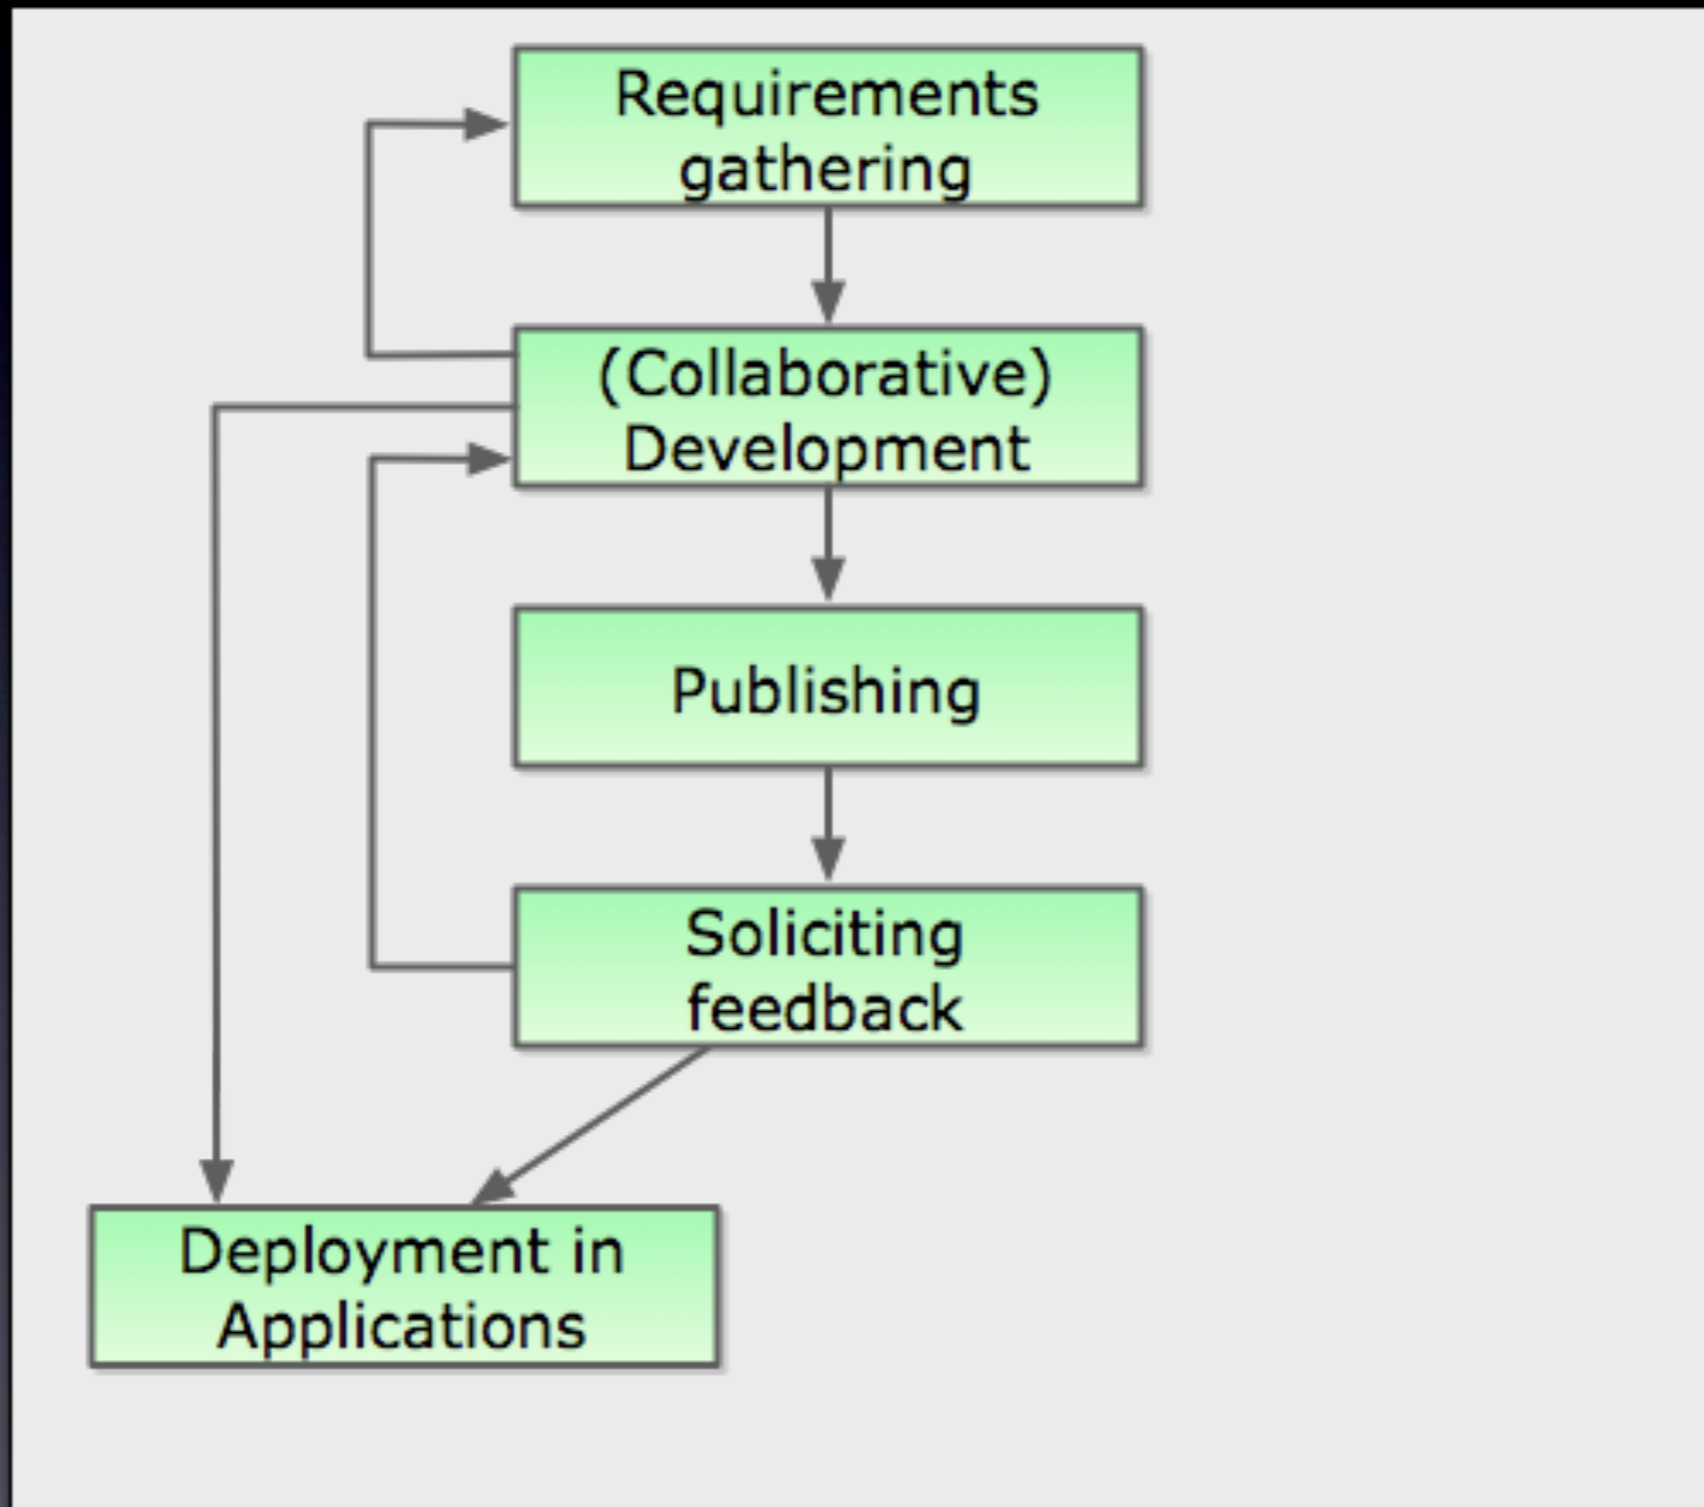 Requirements
gathering
(Collaborative)
Development
Publishing
Soliciting
feedback
Deployment in
Applications